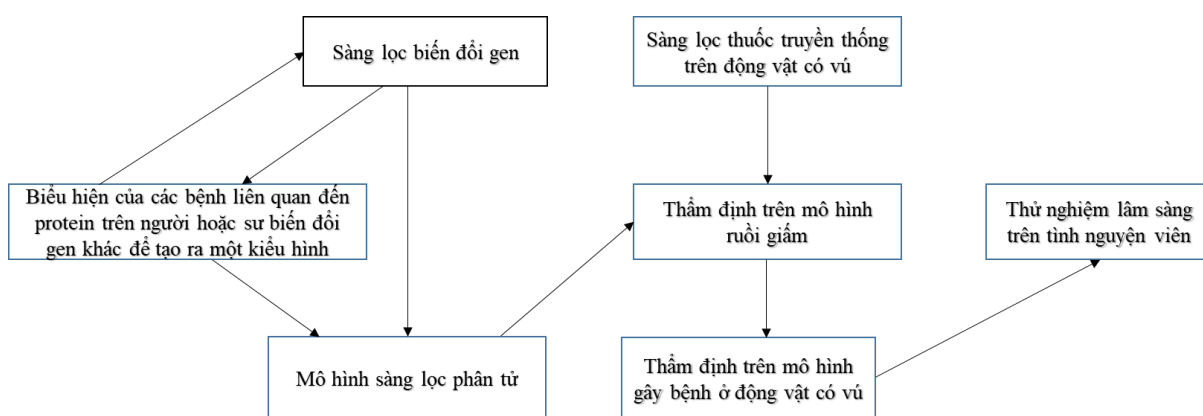 Sàng lọc biến đổi gen
Sàng lọc thuốc truyền thống
trên động vật có vú
Biểu hiện của các bệnh liên quan đến
protein trên người hoặc sư biến đổi
gen khác để tạo ra một kiểu hình
Thẩm định trên mô hình
ruồi giấm
Thử nghiệm lâm sàng
trên tình nguyện viên
Mô hình sàng lọc phân tử
Thẩm định trên mô hình
gây bệnh ở động vật có vú